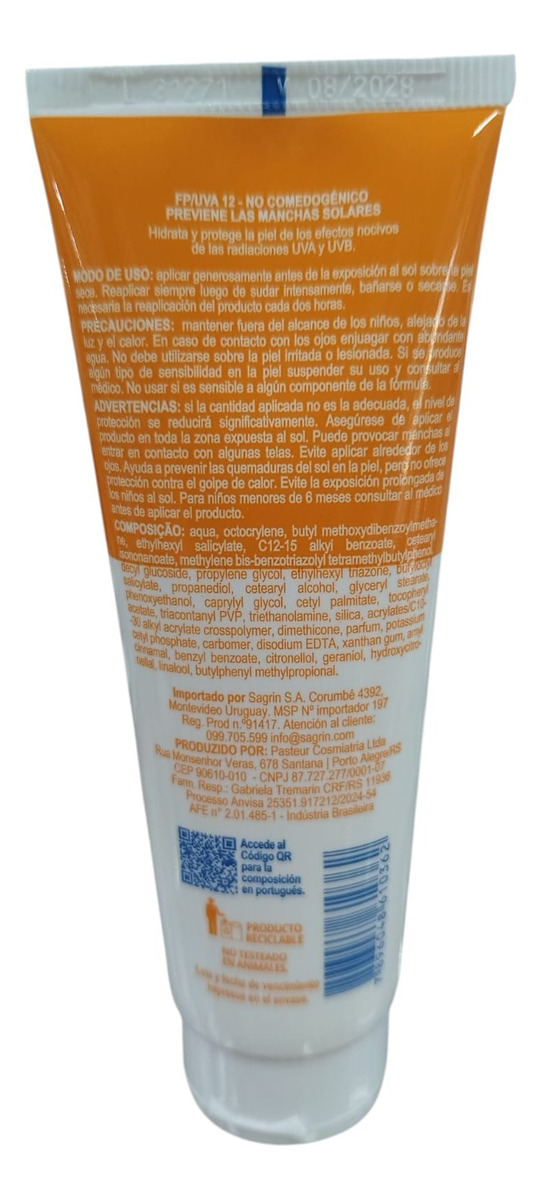 L 33271 V 08/2028
FP/UVA 12 - NO COMEDOGÉNICO
PREVIENE LAS MANCHAS SOLARES
Hidrata y protege la piel de los efectos nocivos
de las radiaciones UVA y UVB.
MODO DE USO: aplicar generosamente antes de la exposición al sol sobre la piel
seca. Reaplicar siempre luego de sudar intensamente, bañarse o secarse. Es
necesaria la reaplicación del producto cada dos horas.
PRECAUCIONES: mantener fuera del alcance de los niños, alejado de la
luz y el calor. En caso de contacto con los ojos enjuagar con abundante
agua. No debe utilizarse sobre la piel irritada o lesionada. Si se produce
algún tipo de sensibilidad en la piel suspender su uso y consultar al
médico. No usar si es sensible a algún componente de la fórmula.
ADVERTENCIAS: si la cantidad aplicada no es la adecuada, el nivel de
protección se reducirá significativamente. Asegúrese de aplicar el
producto en toda la zona expuesta al sol. Puede provocar manchas al
entrar en contacto con algunas telas. Evite aplicar alrededor de los
ojos. Ayuda a prevenir las quemaduras del sol en la piel, pero no ofrece
protección contra el golpe de calor. Evite la exposición prolongada de
los niños al sol. Para niños menores de 6 meses consultar al médico
antes de aplicar el producto.
COMPOSIÇÃO: aqua, octocrylene, butyl methoxydibenzoylmetha-
ne, ethylhexyl salicylate, C12-15 alkyl benzoate, cetearyl
isononanoate, methylene bis-benzotriazolyl tetramethylbutylphenol,
decyl glucoside, propylene glycol, ethylhexyl triazone, butyloctyl
salicylate, propanediol, cetearyl alcohol, glyceryl stearate,
phenoxyethanol, caprylyl glycol, cetyl palmitate, tocopheryl
acetate, triacontanyl PVP, triethanolamine, silica, acrylates/C10-
-30 alkyl acrylate crosspolymer, dimethicone, parfum, potassium
cetyl phosphate, carbomer, disodium EDTA, xanthan gum, amyl
cinnamal, benzyl benzoate, citronellol, geraniol, hydroxycitro-
nellal, linalool, butylphenyl methylpropional.
Importado por Sagrin S.A. Corumbé 4392,
Montevideo Uruguay. MSP Nº importador 197
Reg. Prod n.º91417. Atención al cliente:
099.705.599 info@sagrin.com
PRODUZIDO POR: Pasteur Cosmiatria Ltda
Rua Monsenhor Veras, 678 Santana | Porto Alegre/RS
CEP 90610-010 - CNPJ 87.727.277/0001-87
Farm. Resp.: Gabriela Tremarin CRF/RS 11936
Processo Anvisa 25351.917212/2024-54
AFE n° 2.01.485-1 - Indústria Brasileira
Accede al
Código QR
para la
composición
en portugués.
PRODUCTO
RECICLABLE
NO TESTEADO
EN ANIMALES.
Lote y fecha de vencimiento
impresos en el envase.
7896048610362